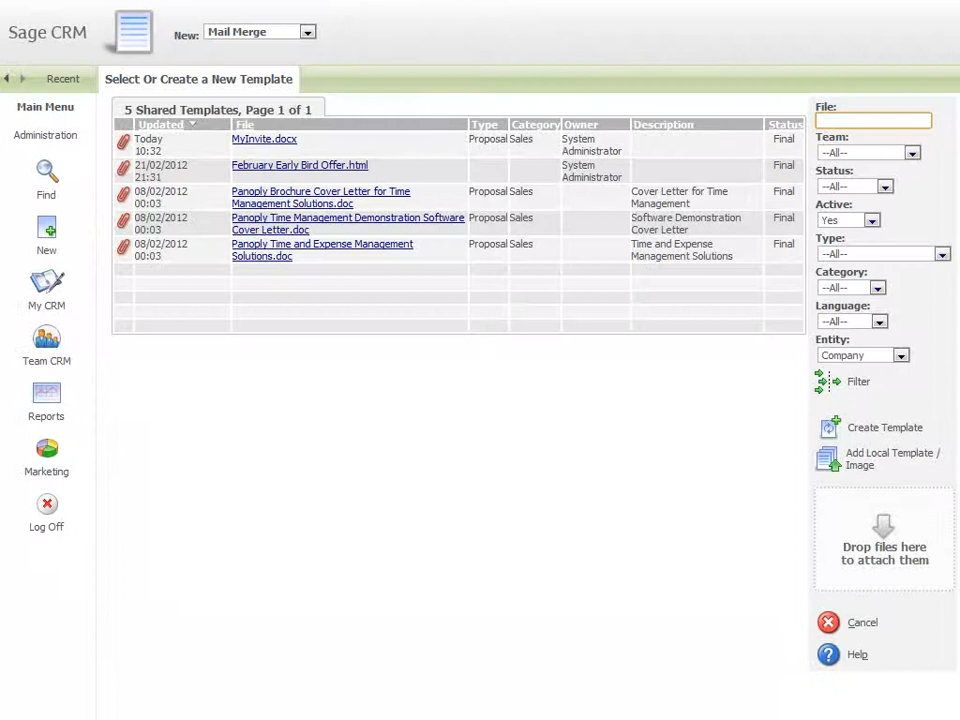 Sage CRM
New: Mail Merge
Recent
Select Or Create a New Template
Main Menu
Administration
Find
New
My CRM
Team CRM
Reports
Marketing
Log Off
5 Shared Templates, Page 1 of 1
Updated File Type Category Owner Description Status
Today MyInvite.docx Proposal Sales System Final
10:32 Administrator
21/02/2012 February Early Bird Offer.html System Final
21:31 Administrator
08/02/2012 Panoply Brochure Cover Letter for Time Proposal Sales Cover Letter for Time Final
00:03 Management Solutions.doc Management
08/02/2012 Panoply Time Management Demonstration Software Proposal Sales Software Demonstration Final
00:03 Cover Letter.doc Cover Letter
08/02/2012 Panoply Time and Expense Management Proposal Sales Time and Expense Final
00:03 Solutions.doc Management Solutions
File:
Team:
--All--
Status:
--All--
Active:
Yes
Type:
--All--
Category:
--All--
Language:
--All--
Entity:
Company
Filter
Create Template
Add Local Template /
Image
Drop files here
to attach them
Cancel
Help